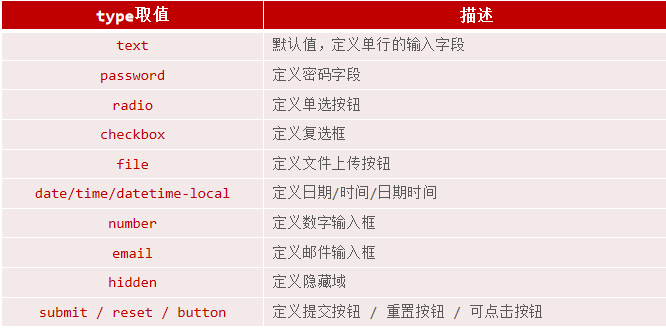 type取值 描述
text 默认值，定义单行的输入字段
password 定义密码字段
radio 定义单选按钮
checkbox 定义复选框
file 定义文件上传按钮
date/time/datetime-local 定义日期/时间/日期时间
number 定义数字输入框
email 定义邮件输入框
hidden 定义隐藏域
submit / reset / button 定义提交按钮 / 重置按钮 / 可点击按钮